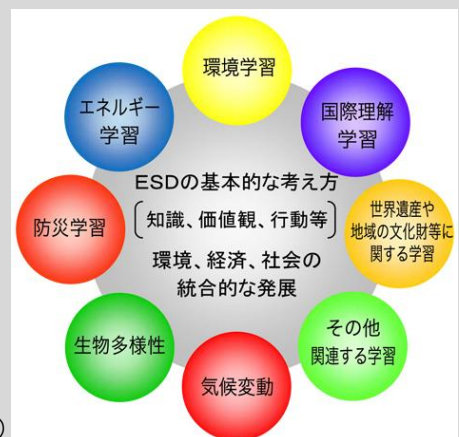 環境学習
エネルギー
学習
国際理解
学習
ESDの基本的な考え方
知識、価値観、行動等
環境、経済、社会の
統合的な発展
防災学習
世界遺産や
地域の文化財等に
関する学習
生物多様性
その他
関連する学習
気候変動
)